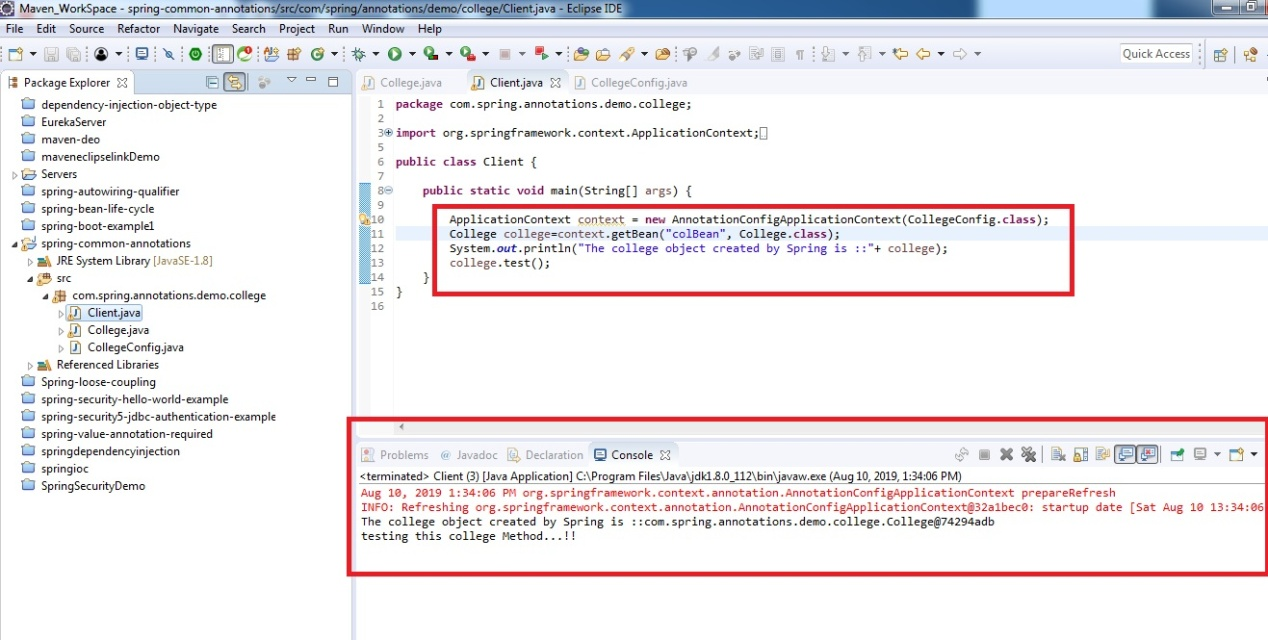 Maven_WorkSpace - spring-common-annotations/src/com/spring/annotations/demo/college/Client.java - Eclipse IDE
File Edit Source Refactor Navigate Search Project Run Window Help
Quick Access
Package Explorer
dependency-injection-object-type
EurekaServer
maven-deo
maveneclipselinkDemo
Servers
spring-autowiring-qualifier
spring-bean-life-cycle
spring-boot-example1
spring-common-annotations
JRE System Library [JavaSE-1.8]
src
com.spring.annotations.demo.college
Client.java
College.java
CollegeConfig.java
Referenced Libraries
Spring-loose-coupling
spring-security-hello-world-example
spring-security5-jdbc-authentication-example
spring-value-annotation-required
springdependencyinjection
springioc
SpringSecurityDemo
College.java Client.java CollegeConfig.java
1 package com.spring.annotations.demo.college;
2
3 import org.springframework.context.ApplicationContext;
5
6 public class Client {
7
8 public static void main(String[] args) {
9
10 ApplicationContext context = new AnnotationConfigApplicationContext(CollegeConfig.class);
11 College college=context.getBean("colBean", College.class);
12 System.out.println("The college object created by Spring is ::"+ college);
13 college.test();
14 }
15 }
16
Problems @ Javadoc Declaration Console
<terminated> Client (3) [Java Application] C:\Program Files\Java\jdk1.8.0_112\bin\javaw.exe (Aug 10, 2019, 1:34:06 PM)
Aug 10, 2019 1:34:06 PM org.springframework.context.annotation.AnnotationConfigApplicationContext prepareRefresh
INFO: Refreshing org.springframework.context.annotation.AnnotationConfigApplicationContext@32a1bec0: startup date [Sat Aug 10 13:34:06
The college object created by Spring is ::com.spring.annotations.demo.college.College@74294adb
testing this college Method...!!